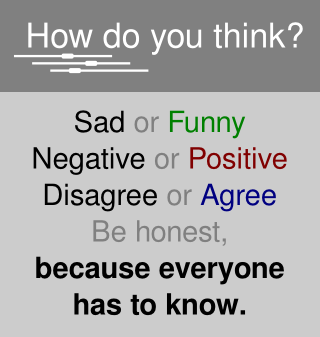 How do you think?
Sad or Funny
Negative or Positive
Disagree or Agree
Be honest,
because everyone
has to know.